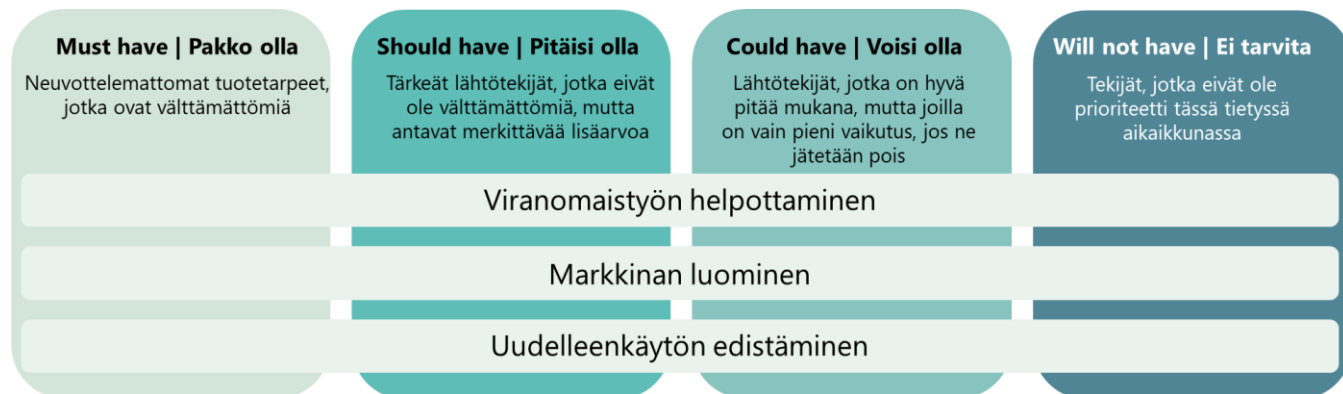 Must have | Pakko olla
Neuvottelemattomat tuotetarpeet,
jotka ovat välttämättömiä
Should have | Pitäisi olla
Tärkeät lähtötekijät, jotka eivät
ole välttämättömiä, mutta
antavat merkittävää lisäarvoa
Could have | Voisi olla
Lähtötekijät, jotka on hyvä
pitää mukana, mutta joilla
on vain pieni vaikutus, jos ne
jätetään pois
Will not have | Ei tarvita
Tekijät, jotka eivät ole
prioriteetti tässä tietyssä
aikaikkunassa
Viranomaistyön helpottaminen
Markkinan luominen
Uudelleenkäytön edistäminen